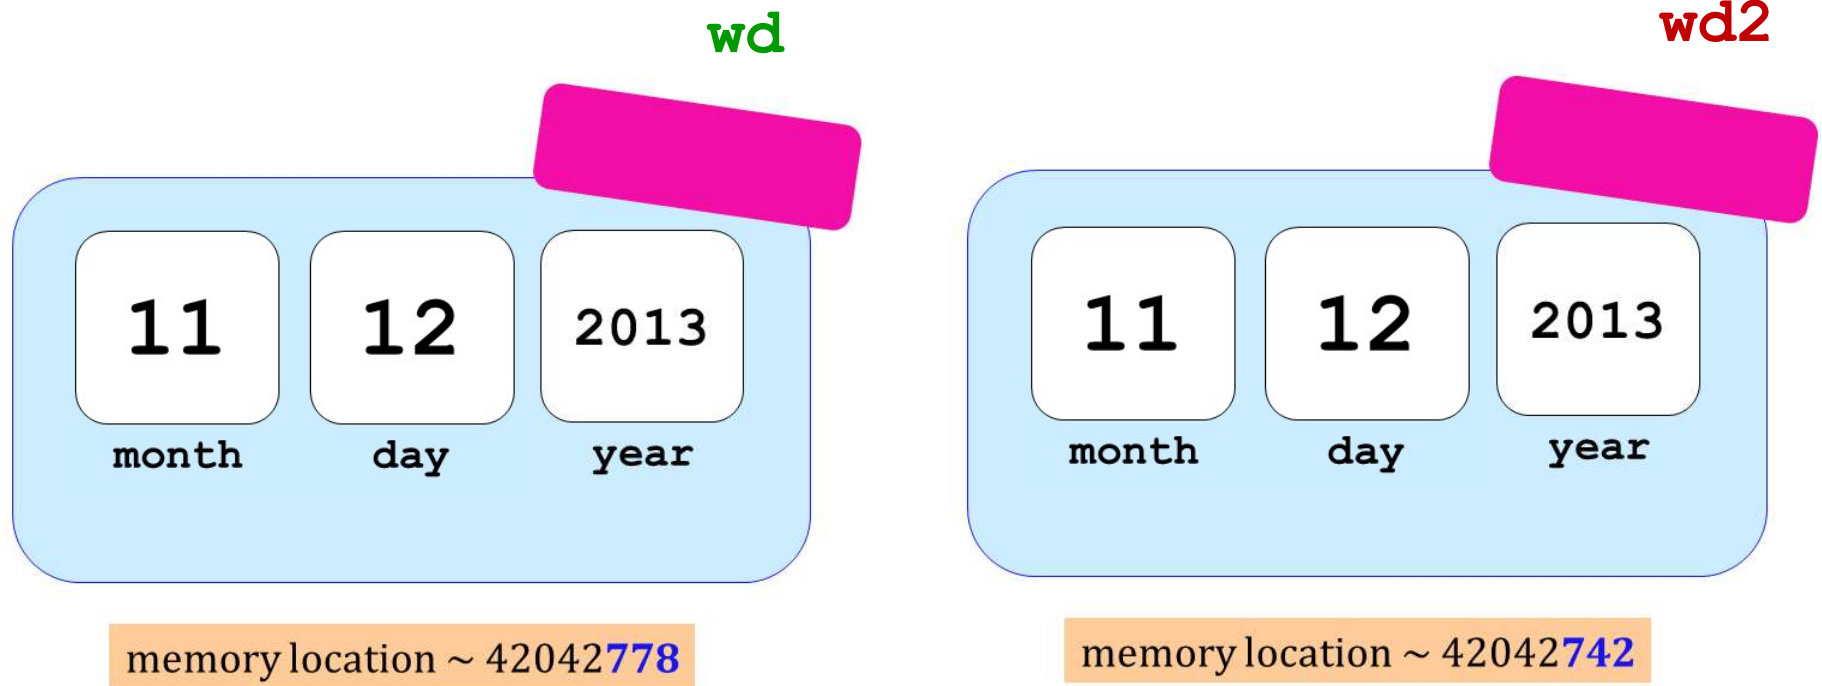 wd
11 12 2013
month day year
memory location ~ 42042778
wd2
11 12 2013
month day year
memory location ~ 42042742